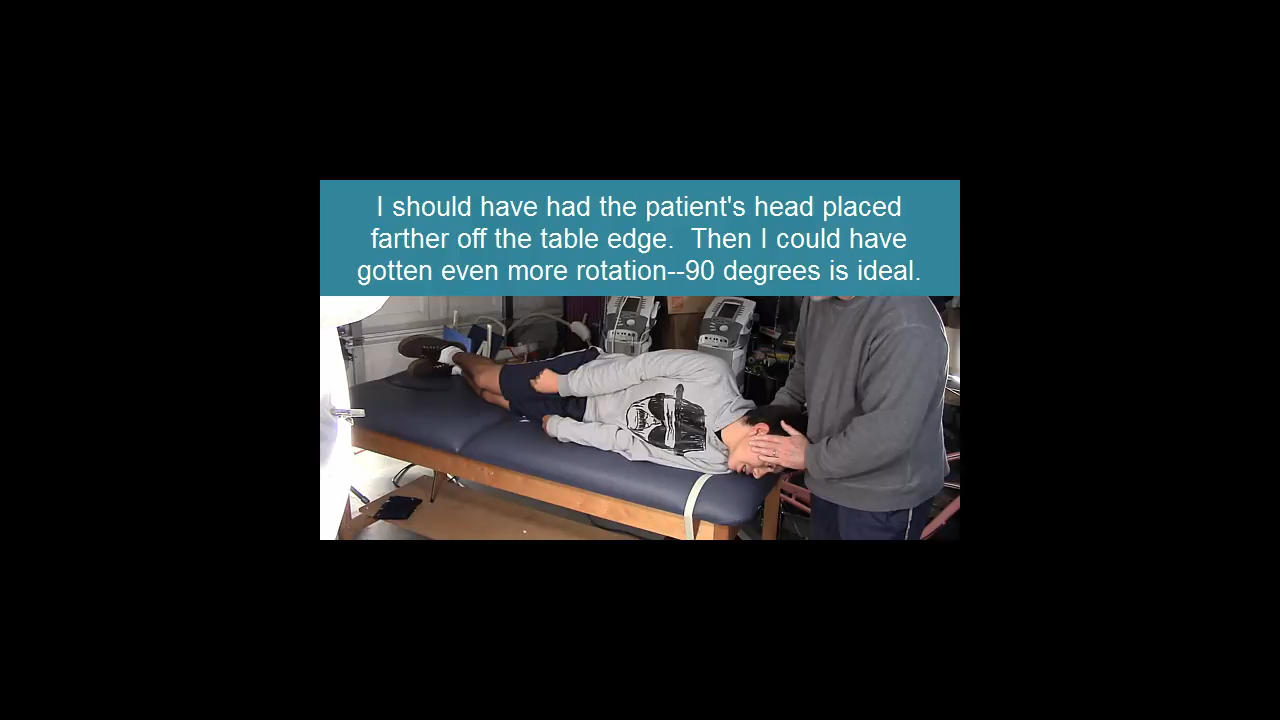 I should have had the patient's head placed
farther off the table edge.  Then I could have
gotten even more rotation--90 degrees is ideal.